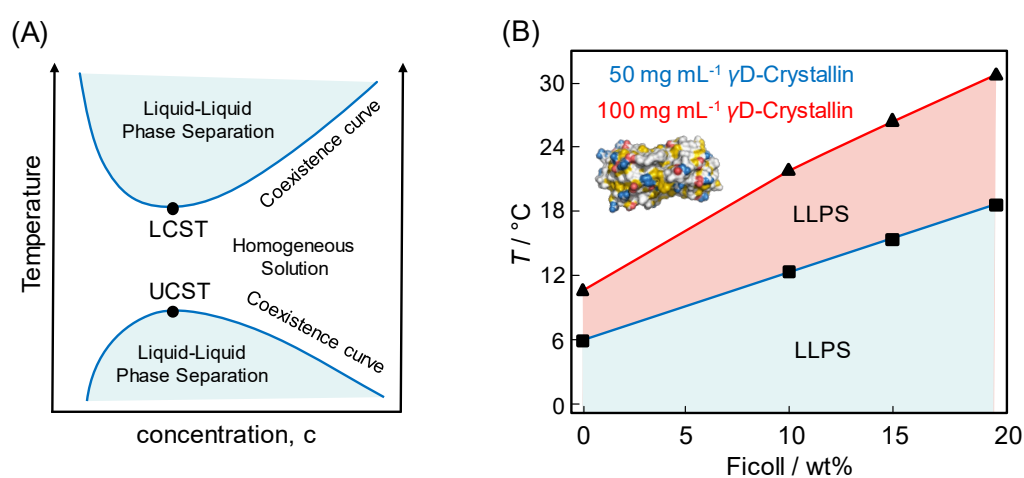 (A)
Temperature
Liquid-Liquid
Phase Separation
Coexistence curve
LCST
Homogeneous
Solution
UCST
Coexistence curve
Liquid-Liquid
Phase Separation
concentration, c
(B)
50 mg mL⁻¹ γD-Crystallin
100 mg mL⁻¹ γD-Crystallin
T / °C
30
24
18
12
6
0
LLPS
LLPS
0 5 10 15 20
Ficoll / wt%